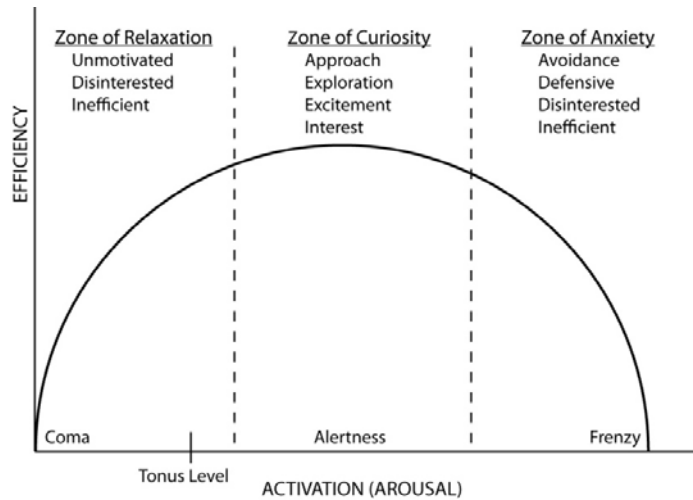 Zone of Relaxation
Unmotivated
Disinterested
Inefficient
Zone of Curiosity
Approach
Exploration
Excitement
Interest
Zone of Anxiety
Avoidance
Defensive
Disinterested
Inefficient
EFFICIENCY
Coma
Alertness
Frenzy
Tonus Level
ACTIVATION (AROUSAL)